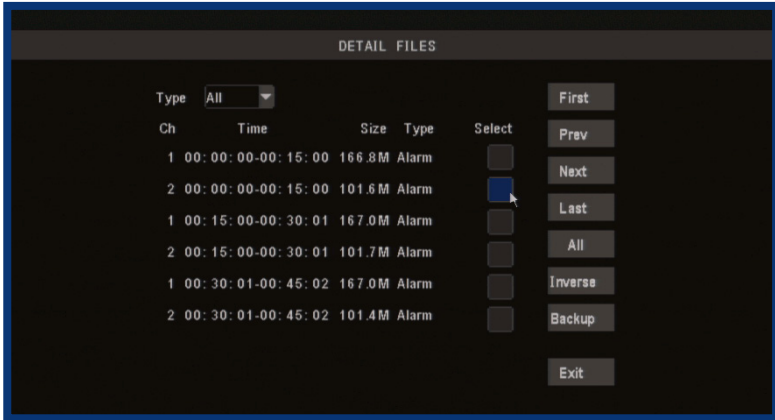 DETAIL FILES
Type All
Ch Time Size Type Select
1 00:00:00-00:15:00 166.8M Alarm
2 00:00:00-00:15:00 101.6M Alarm
1 00:15:00-00:30:01 167.0M Alarm
2 00:15:00-00:30:01 101.7M Alarm
1 00:30:01-00:45:02 167.0M Alarm
2 00:30:01-00:45:02 101.4M Alarm
First
Prev
Next
Last
All
Inverse
Backup
Exit